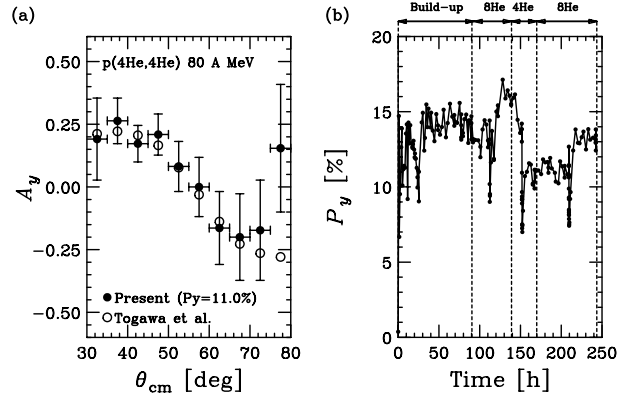 (a)
p(4He,4He) 80 A MeV
0.50
0.25
0.00
−0.25
−0.50
A_y
Present (Py=11.0%)
Togawa et al.
30 40 50 60 70 80
θcm [deg]
(b)
Build−up 8He 4He 8He
20
15
10
5
0
P_y [%]
0 50 100 150 200 250
Time [h]